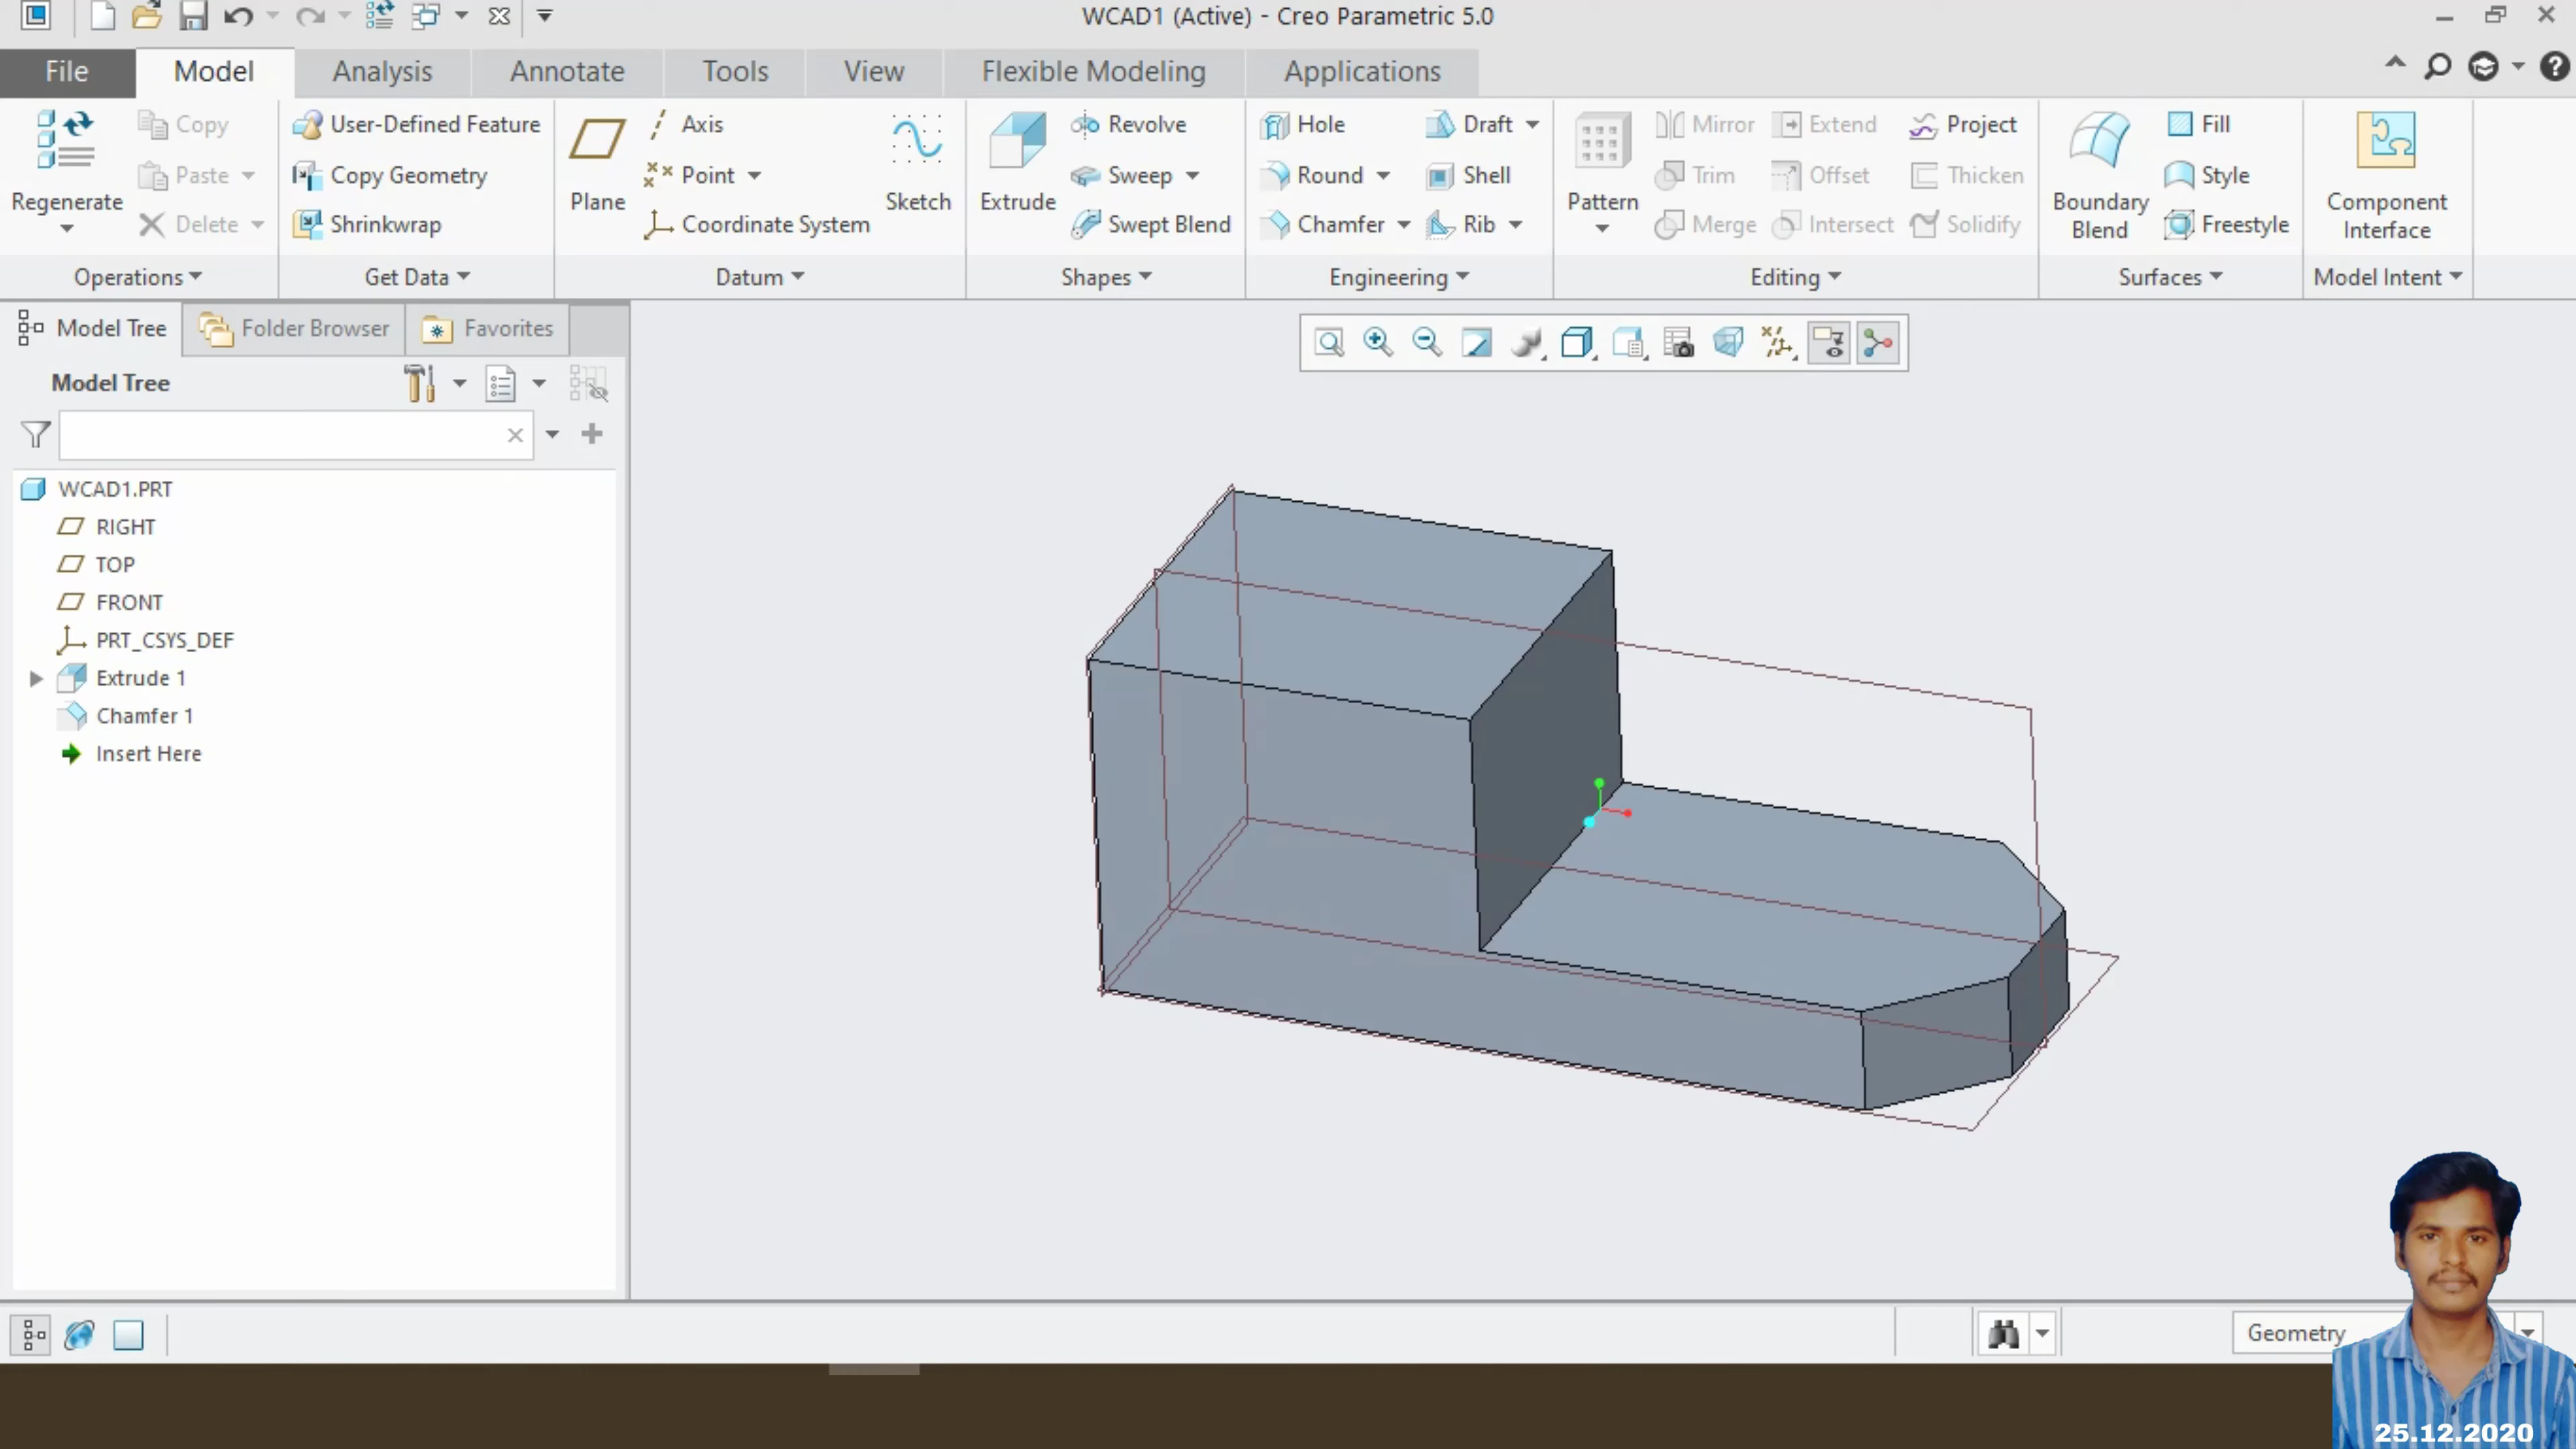 WCAD1 (Active) - Creo Parametric 5.0
File Model Analysis Annotate Tools View Flexible Modeling Applications
Regenerate
Copy
Paste
Delete
Operations
User-Defined Feature
Copy Geometry
Shrinkwrap
Get Data
Plane
Axis
Point
Coordinate System
Sketch
Datum
Extrude
Revolve
Sweep
Swept Blend
Shapes
Hole
Round
Chamfer
Draft
Shell
Rib
Engineering
Pattern
Mirror
Trim
Merge
Extend
Offset
Intersect
Project
Thicken
Solidify
Editing
Boundary
Blend
Fill
Style
Freestyle
Surfaces
Component
Interface
Model Intent
Model Tree Folder Browser Favorites
Model Tree
WCAD1.PRT
RIGHT
TOP
FRONT
PRT_CSYS_DEF
Extrude 1
Chamfer 1
Insert Here
Geometry
25.12.2020